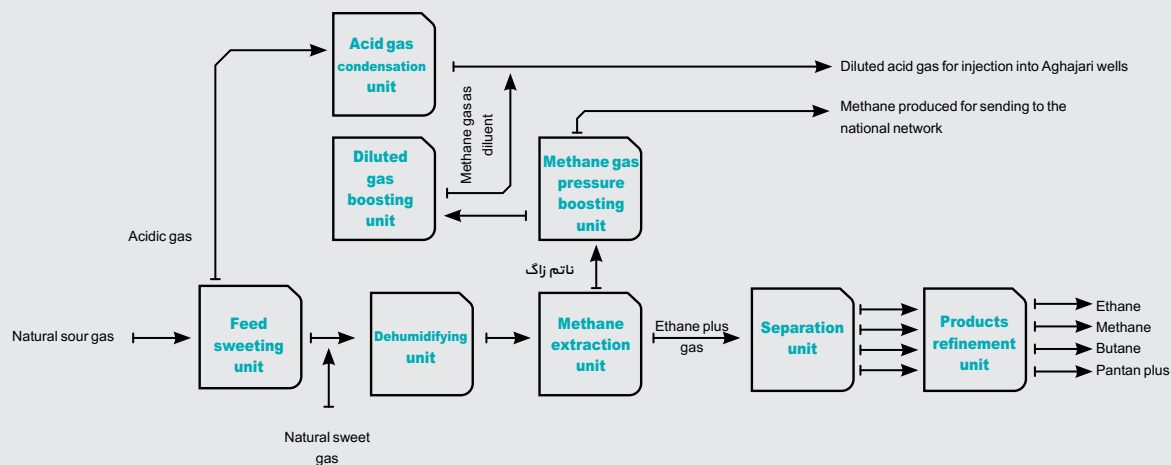 Acid gas
condensation
unit
Diluted acid gas for injection into Aghajari wells
Methane produced for sending to the
national network
Methane gas as
diluent
Diluted
gas
boosting
unit
Methane gas
pressure
boosting
unit
Acidic gas
ناتم زاگ
Natural sour gas
Feed
sweeting
unit
Dehumidifying
unit
Methane
extraction
unit
Ethane plus
gas
Separation
unit
Products
refinement
unit
Ethane
Methane
Butane
Pantan plus
Natural sweet
gas